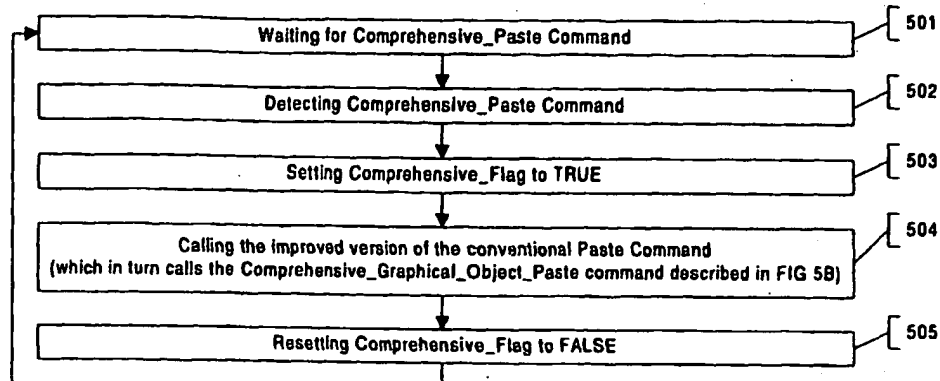 Waiting for Comprehensive_Paste Command
501
Detecting Comprehensive_Paste Command
502
Setting Comprehensive_Flag to TRUE
503
Calling the improved version of the conventional Paste Command
(which in turn calls the Comprehensive_Graphical_Object_Paste command described in FIG 5B)
504
Resetting Comprehensive_Flag to FALSE
505